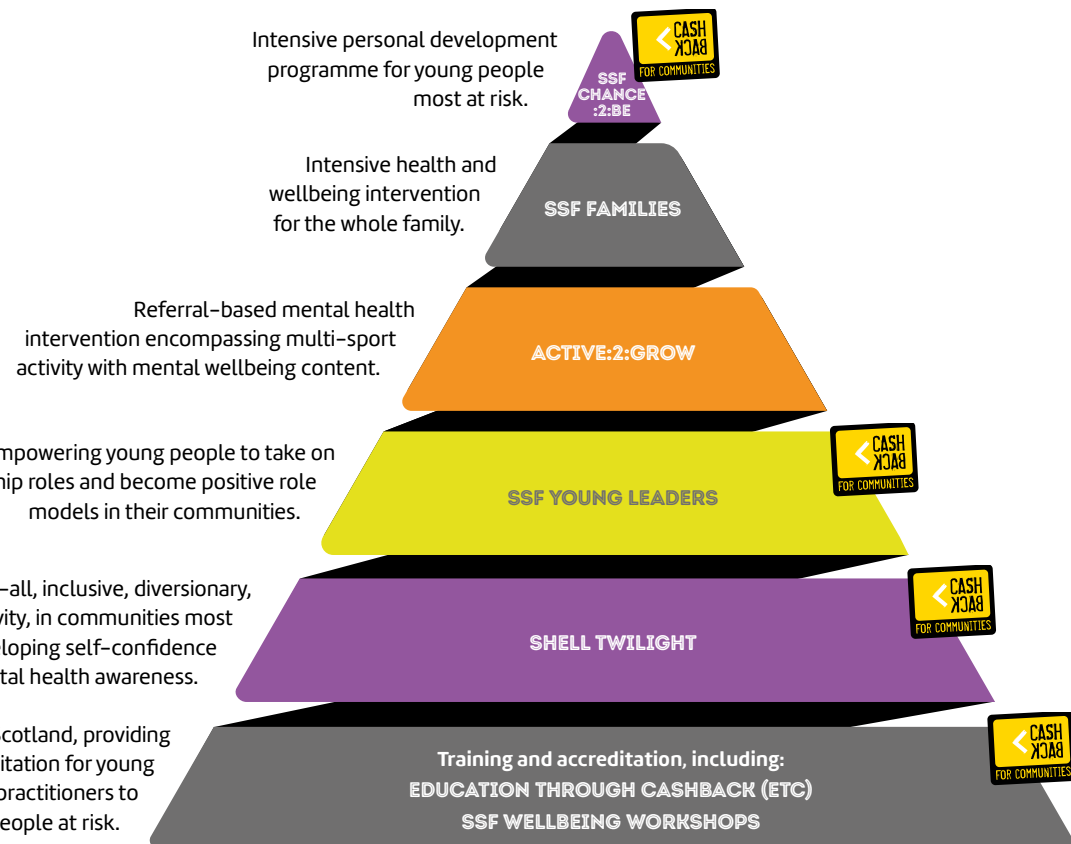 Intensive personal development
programme for young people
most at risk.
CASH
BACK
FOR COMMUNITIES
SSF
CHANCE
:2:BE
Intensive health and
wellbeing intervention
for the whole family.
SSF FAMILIES
Referral-based mental health
intervention encompassing multi-sport
activity with mental wellbeing content.
ACTIVE:2:GROW
mpowering young people to take on
hip roles and become positive role
models in their communities.
SSF YOUNG LEADERS
CASH
BACK
FOR COMMUNITIES
-all, inclusive, diversionary,
vity, in communities most
eloping self-confidence
tal health awareness.
SHELL TWILIGHT
CASH
BACK
FOR COMMUNITIES
Scotland, providing
itation for young
practitioners to
eople at risk.
Training and accreditation, including:
EDUCATION THROUGH CASHBACK (ETC)
SSF WELLBEING WORKSHOPS
CASH
BACK
FOR COMMUNITIES